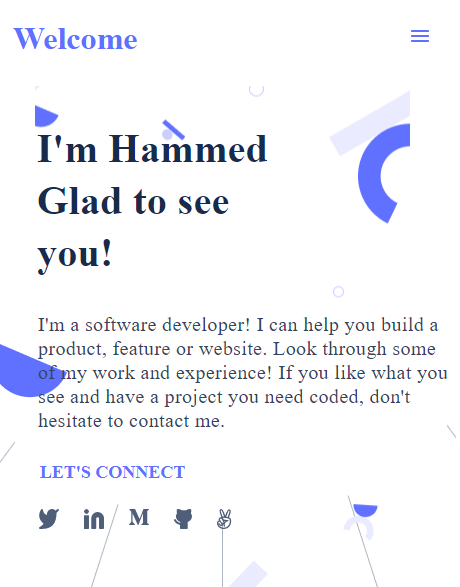 Welcome
I'm Hammed
Glad to see
you!
I'm a software developer! I can help you build a
product, feature or website. Look through some
of my work and experience! If you like what you
see and have a project you need coded, don't
hesitate to contact me.
LET'S CONNECT